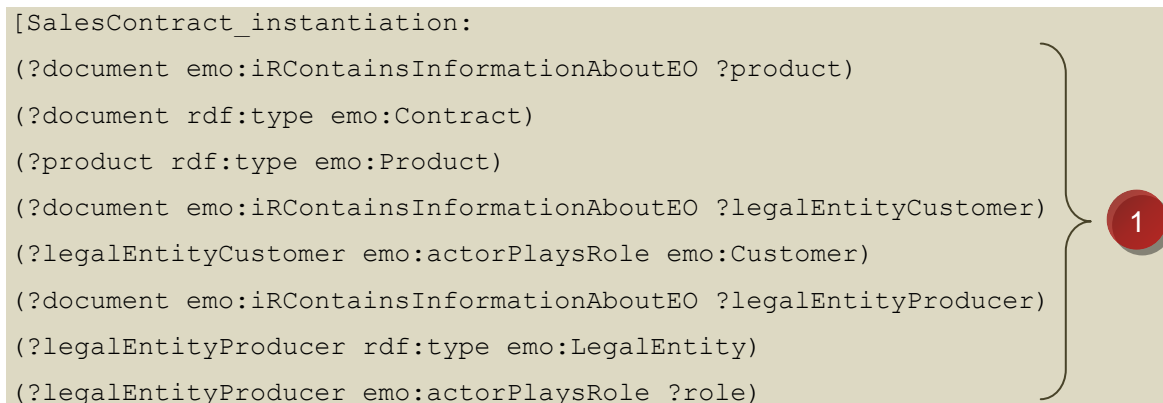 [SalesContract_instantiation:
(?document emo:iRContainsInformationAboutEO ?product)
(?document rdf:type emo:Contract)
(?product rdf:type emo:Product)
(?document emo:iRContainsInformationAboutEO ?legalEntityCustomer)
(?legalEntityCustomer emo:actorPlaysRole emo:Customer)
1
(?document emo:iRContainsInformationAboutEO ?legalEntityProducer)
(?legalEntityProducer rdf:type emo:LegalEntity)
(?legalEntityProducer emo:actorPlaysRole ?role)